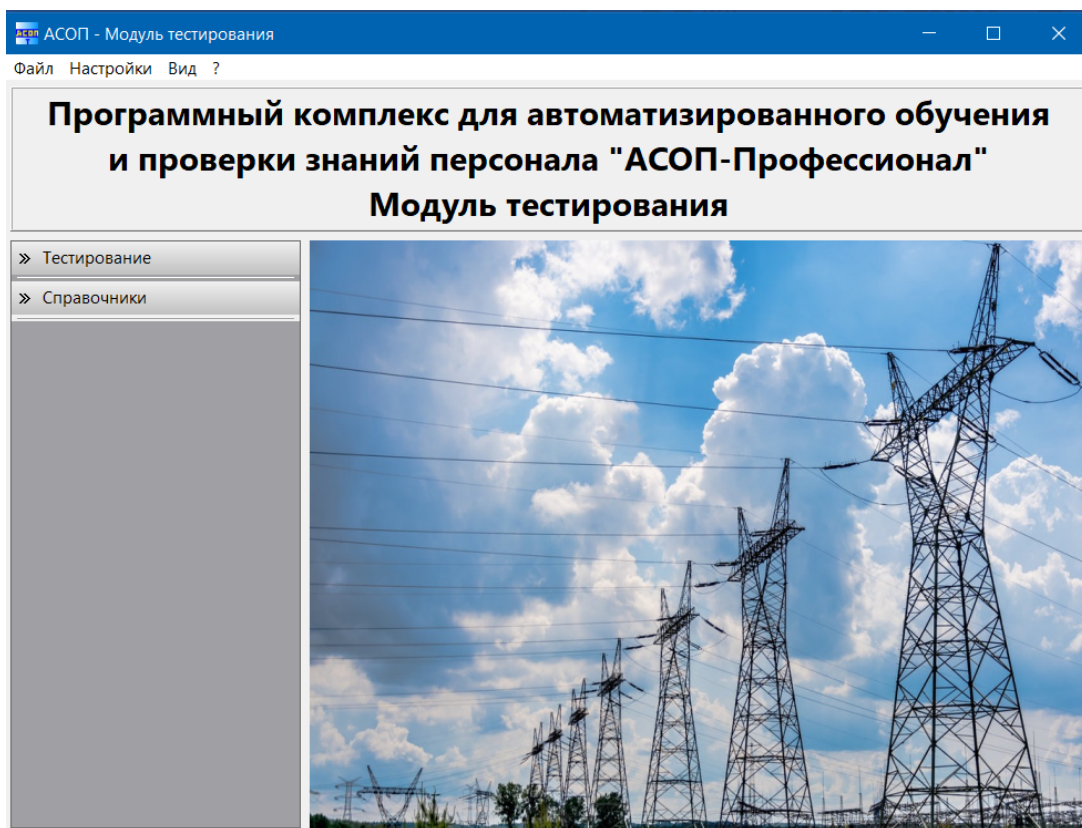 АСОП
АСОП - Модуль тестирования
Файл Настройки Вид ?
Программный комплекс для автоматизированного обучения
и проверки знаний персонала "АСОП-Профессионал"
Модуль тестирования
Тестирование
Справочники